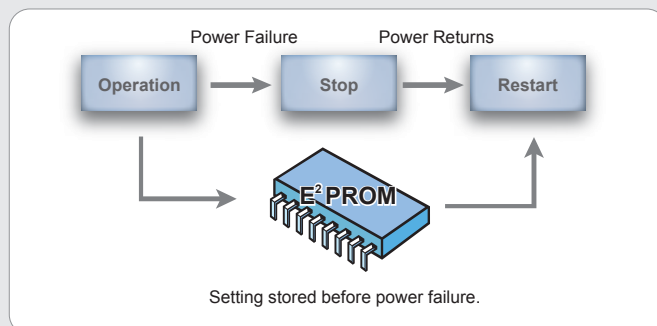 Power Failure Power Returns
Operation Stop Restart
E²PROM
Setting stored before power failure.